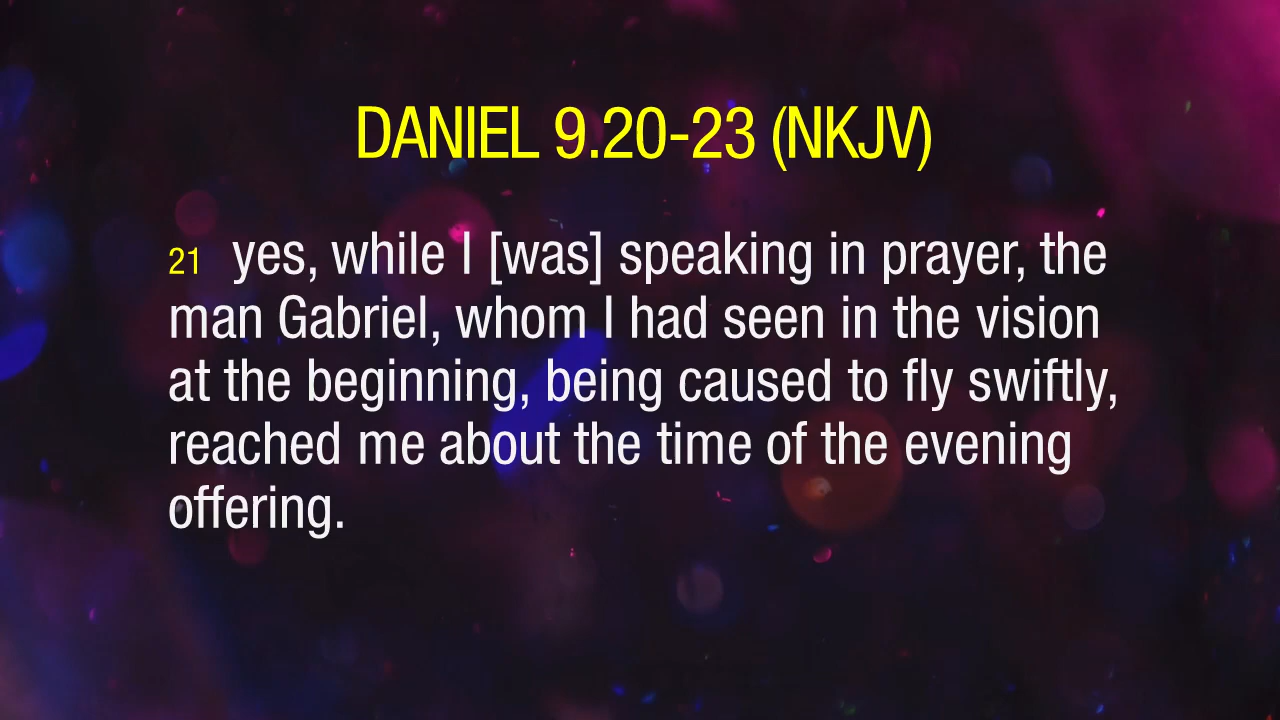 DANIEL 9.20-23 (NKJV)
21 yes, while I [was] speaking in prayer, the
man Gabriel, whom I had seen in the vision
at the beginning, being caused to fly swiftly,
reached me about the time of the evening
offering.